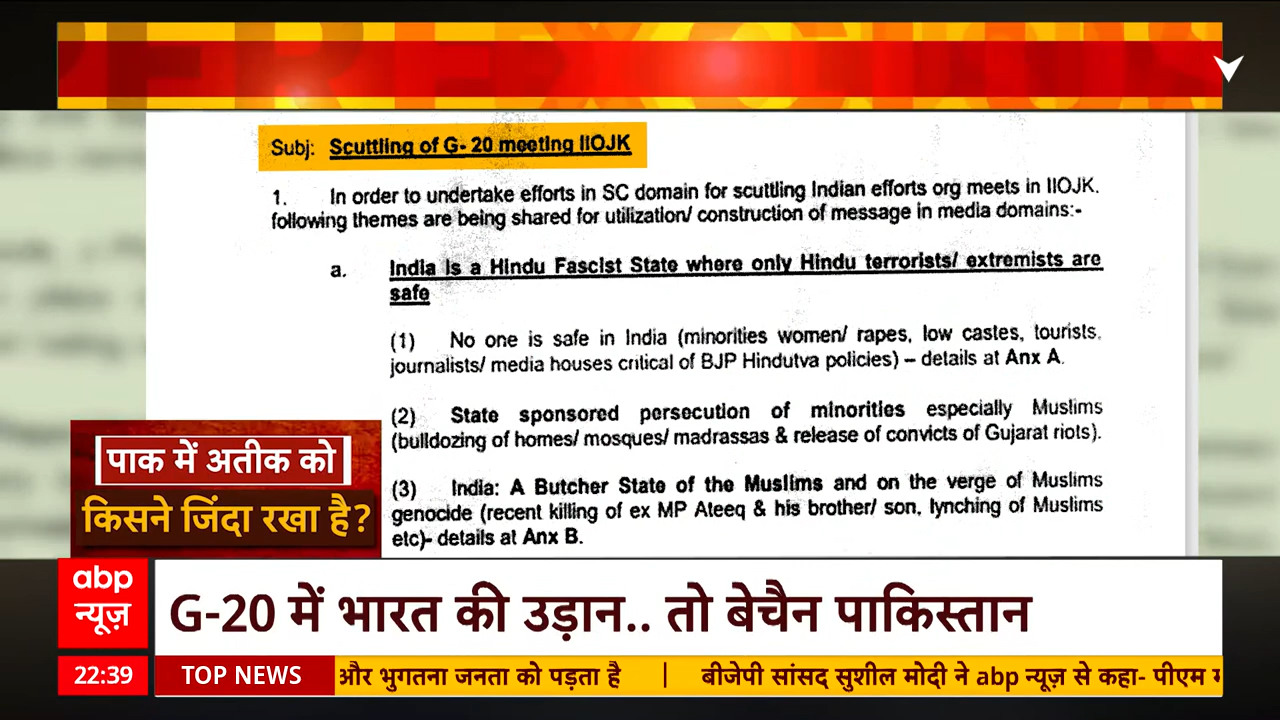 Subj: Scuttling of G- 20 meeting IIOJK
1. In order to undertake efforts in SC domain for scuttling Indian efforts org meets in IIOJK.
following themes are being shared for utilization/ construction of message in media domains:-
a. India is a Hindu Fascist State where only Hindu terrorists/ extremists are
safe
(1) No one is safe in India (minorities women/ rapes, low castes, tourists,
journalists/ media houses critical of BJP Hindutva policies) – details at Anx A.
(2) State sponsored persecution of minorities especially Muslims
(bulldozing of homes/ mosques/ madrassas & release of convicts of Gujarat riots).
(3) India: A Butcher State of the Muslims and on the verge of Muslims
genocide (recent killing of ex MP Ateeq & his brother/ son, lynching of Muslims
etc)- details at Anx B.
पाक में अतीक को
किसने जिंदा रखा है?
abp
न्यूज़
G-20 में भारत की उड़ान.. तो बेचैन पाकिस्तान
22:39
TOP NEWS
और भुगतना जनता को पड़ता है | बीजेपी सांसद सुशील मोदी ने abp न्यूज़ से कहा- पीएम